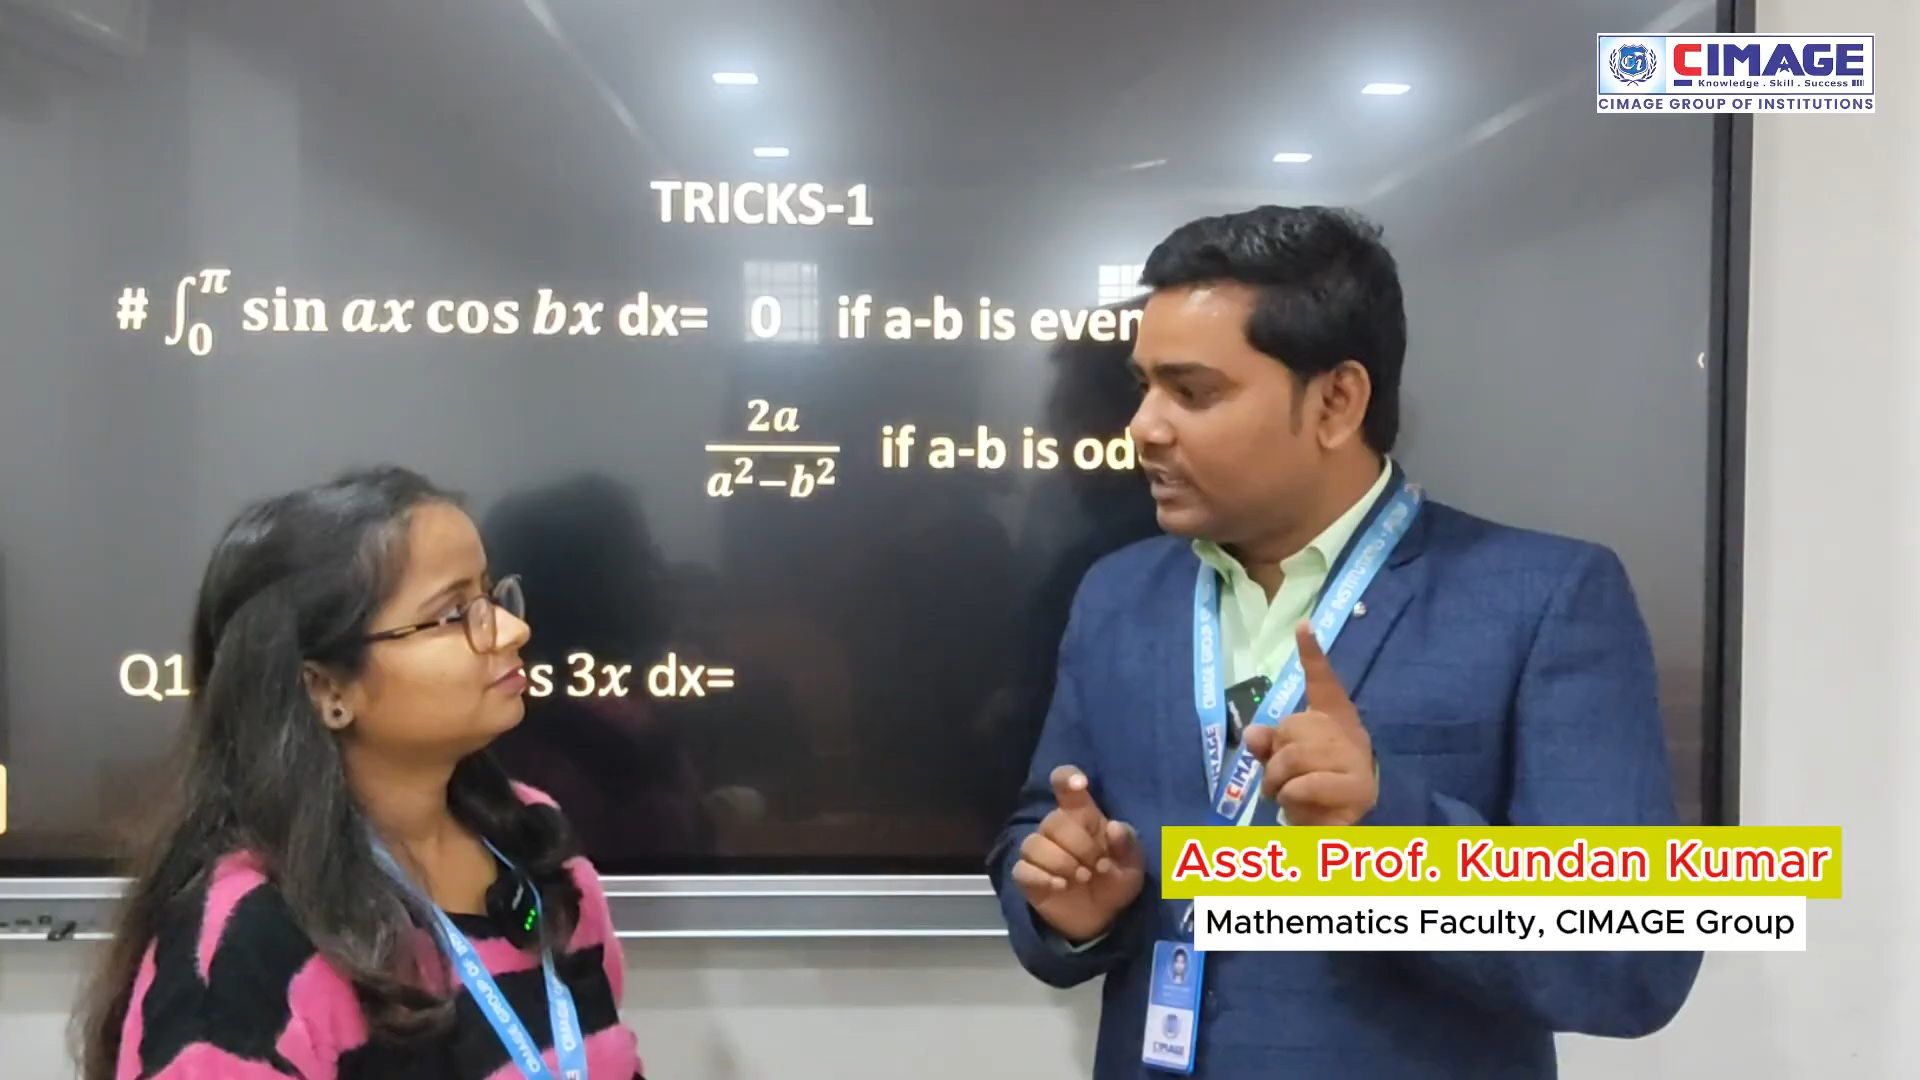 CIMAGE
Knowledge . Skill . Success
CIMAGE GROUP OF INSTITUTIONS
TRICKS-1
# ∫₀^π sin ax cos bx dx= 0 if a-b is even
2a
a²−b² if a-b is od
Q1 s 3x dx=
Asst. Prof. Kundan Kumar
Mathematics Faculty, CIMAGE Group